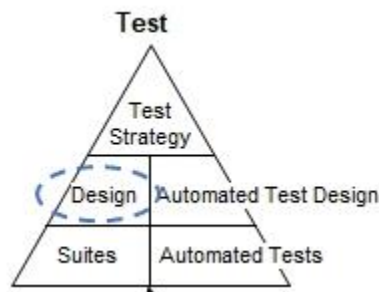 Test
Test
Strategy
Design
Automated Test Design
Suites
Automated Tests